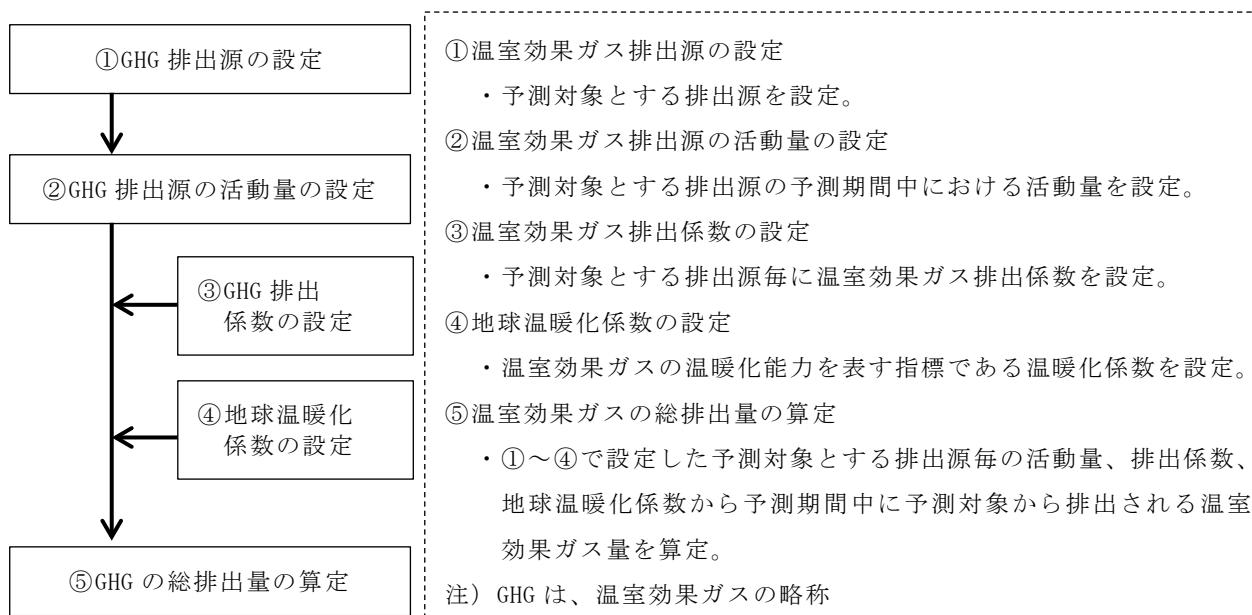 ①GHG 排出源の設定
②GHG 排出源の活動量の設定
③GHG 排出
係数の設定
④地球温暖化
係数の設定
⑤GHG の総排出量の算定
①温室効果ガス排出源の設定
・予測対象とする排出源を設定。
②温室効果ガス排出源の活動量の設定
・予測対象とする排出源の予測期間中における活動量を設定。
③温室効果ガス排出係数の設定
・予測対象とする排出源毎に温室効果ガス排出係数を設定。
④地球温暖化係数の設定
・温室効果ガスの温暖化能力を表す指標である温暖化係数を設定。
⑤温室効果ガスの総排出量の算定
・①～④で設定した予測対象とする排出源毎の活動量、排出係数、
地球温暖化係数から予測期間中に予測対象から排出される温室
効果ガス量を算定。
注）GHG は、温室効果ガスの略称